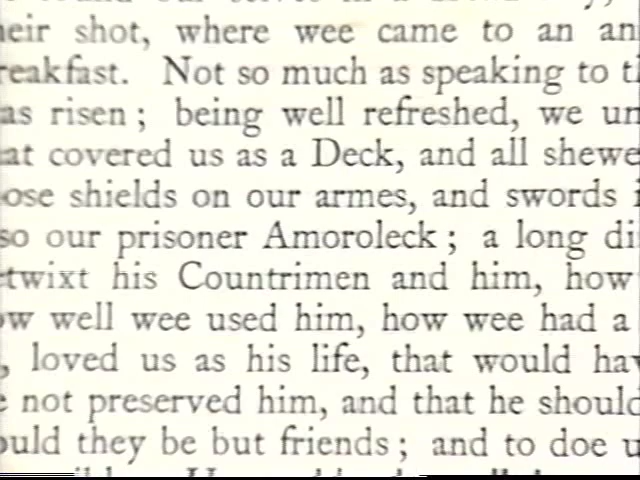 heir shot, where wee came to an an
reakfast. Not so much as speaking to
as risen; being well refreshed, we un
at covered us as a Deck, and all shewe
ose shields on our armes, and swords
so our prisoner Amoroleck; a long di
twixt his Countrimen and him, how
ow well wee used him, how wee had a
, loved us as his life, that would hav
not preserved him, and that he should
ould they be but friends; and to doe u